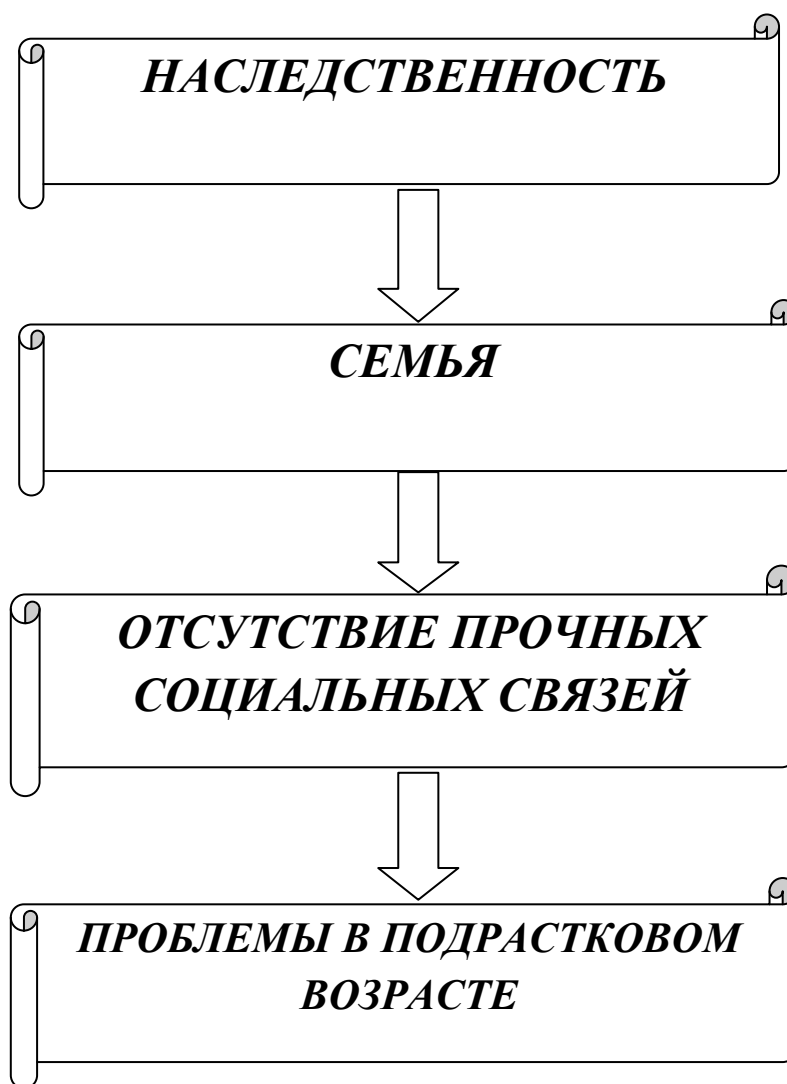 НАСЛЕДСТВЕННОСТЬ
СЕМЬЯ
ОТСУТСТВИЕ ПРОЧНЫХ
СОЦИАЛЬНЫХ СВЯЗЕЙ
ПРОБЛЕМЫ В ПОДРАСТКОВОМ
ВОЗРАСТЕ